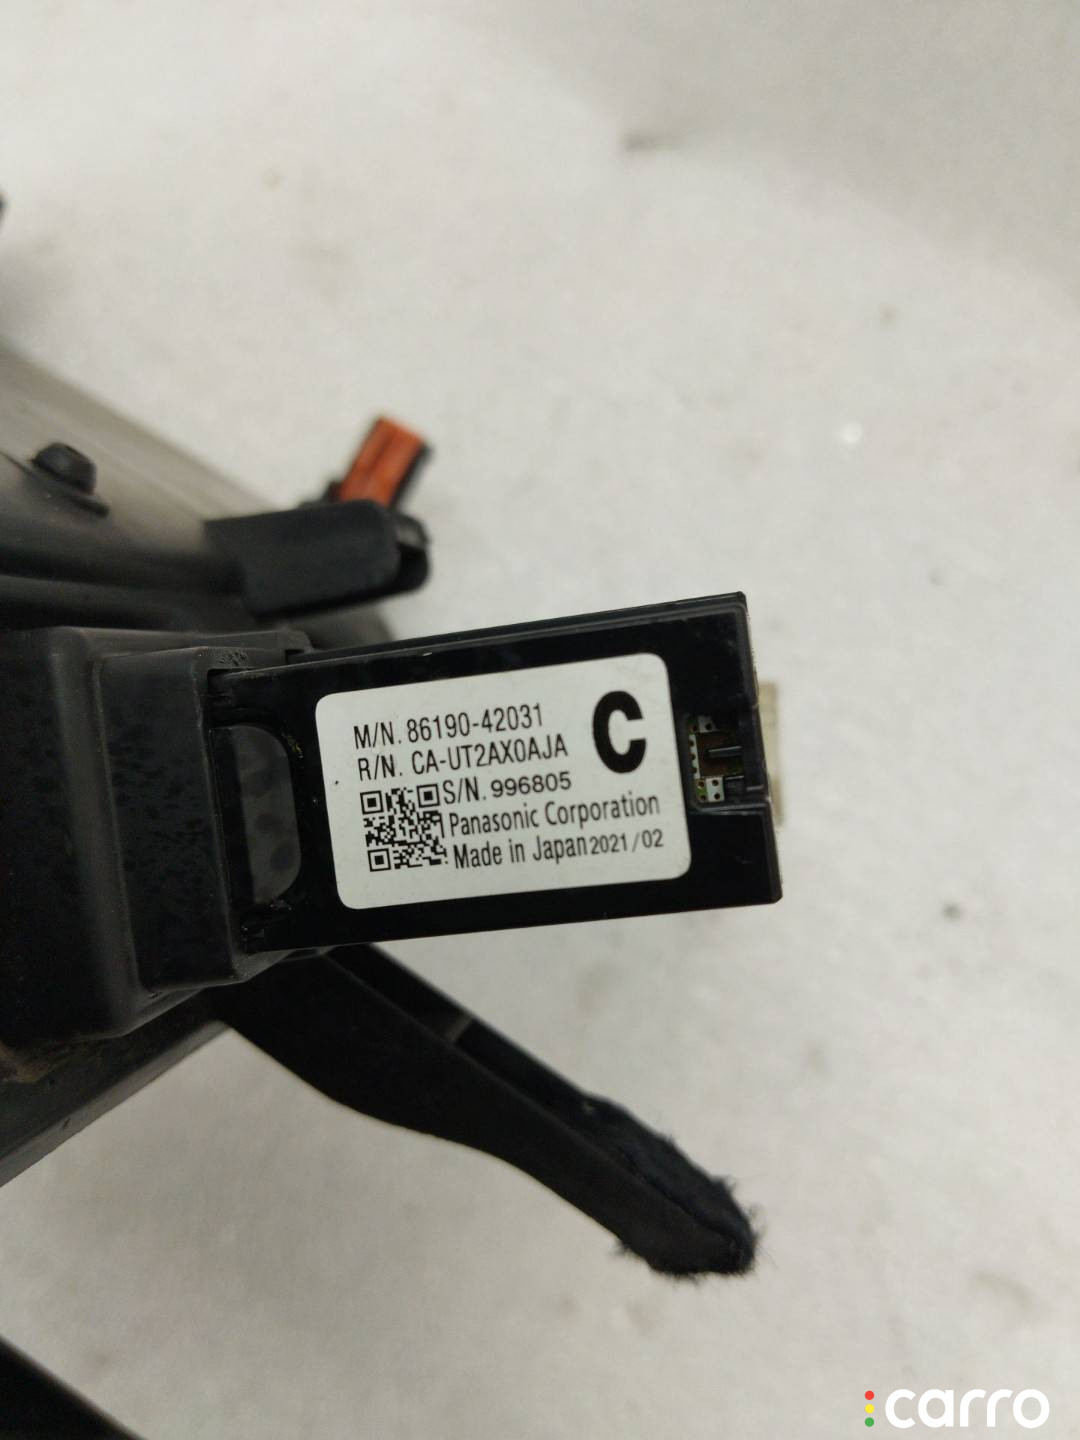 M/N. 86190-42031
R/N. CA-UT2AX0AJA
C
S/N. 996805
Panasonic Corporation
Made in Japan 2021/02
carro